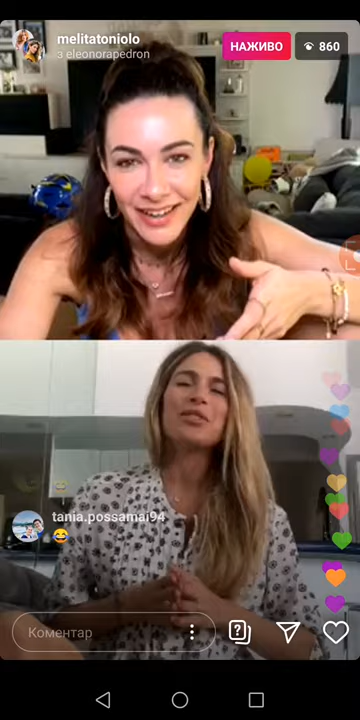 melitatoniolo
з eleonorapedron
НАЖИВО
860
tania.possamai94
😂
Коментар